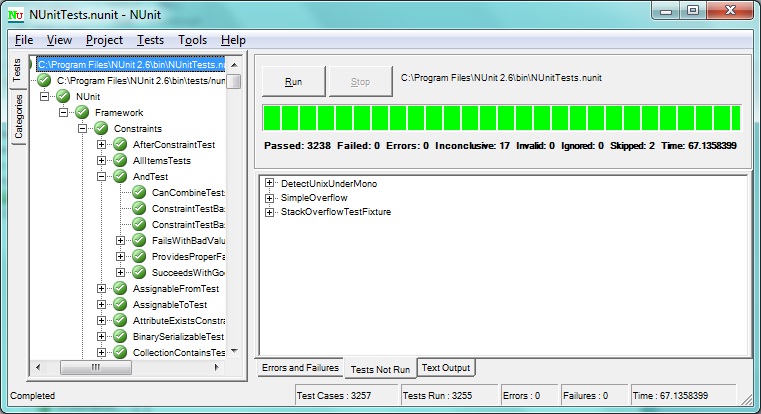 NUnitTests.nunit - NUnit
File View Project Tests Tools Help
Tests
Categories
C:\Program Files\NUnit 2.6\bin\NUnitTests.nu
C:\Program Files\NUnit 2.6\bin\tests/nun
NUnit
Framework
Constraints
AfterConstraintTest
AllItemsTests
AndTest
CanCombineTests
ConstraintTestBas
ConstraintTestBas
FailsWithBadValu
ProvidesProperFa
SucceedsWithGoo
AssignableFromTest
AssignableToTest
AttributeExistsConstra
BinarySerializableTest
CollectionContainsTes
Run Stop C:\Program Files\NUnit 2.6\bin\NUnitTests.nunit
Passed: 3238 Failed: 0 Errors: 0 Inconclusive: 17 Invalid: 0 Ignored: 0 Skipped: 2 Time: 67.1358399
DetectUnixUnderMono
SimpleOverflow
StackOverflowTestFixture
Errors and Failures Tests Not Run Text Output
Completed Test Cases : 3257 Tests Run : 3255 Errors : 0 Failures : 0 Time : 67.1358399